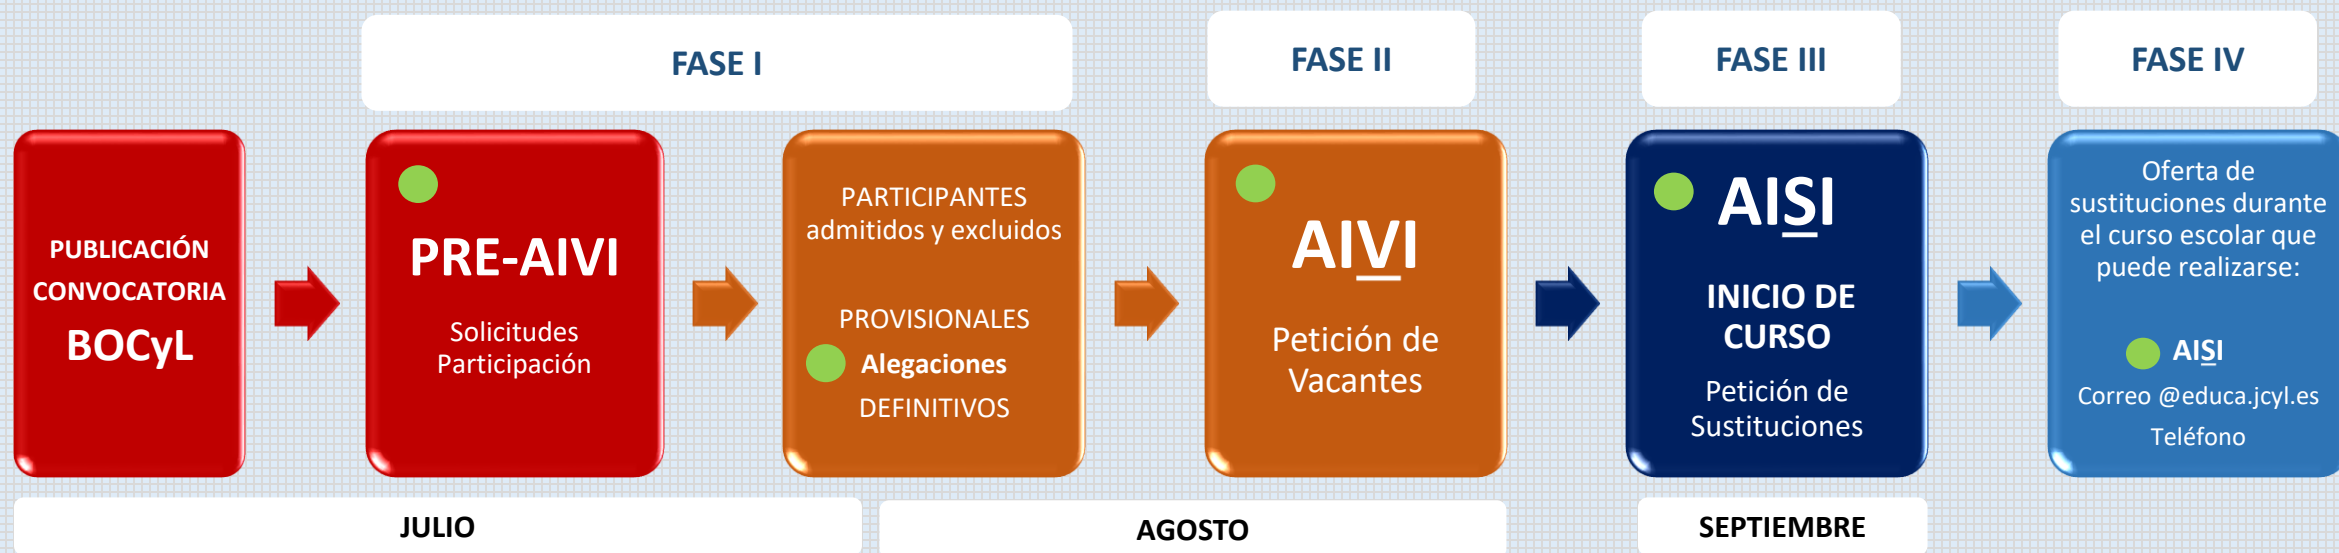 FASE I
FASE II
FASE III
FASE IV
PUBLICACIÓN
CONVOCATORIA
BOCyL
PRE-AIVI
Solicitudes
Participación
PARTICIPANTES
admitidos y excluidos
PROVISIONALES
Alegaciones
DEFINITIVOS
AIVI
Petición de
Vacantes
AISI
INICIO DE
CURSO
Petición de
Sustituciones
Oferta de
sustituciones durante
el curso escolar que
puede realizarse:
AISI
Correo @educa.jcyl.es
Teléfono
JULIO
AGOSTO
SEPTIEMBRE